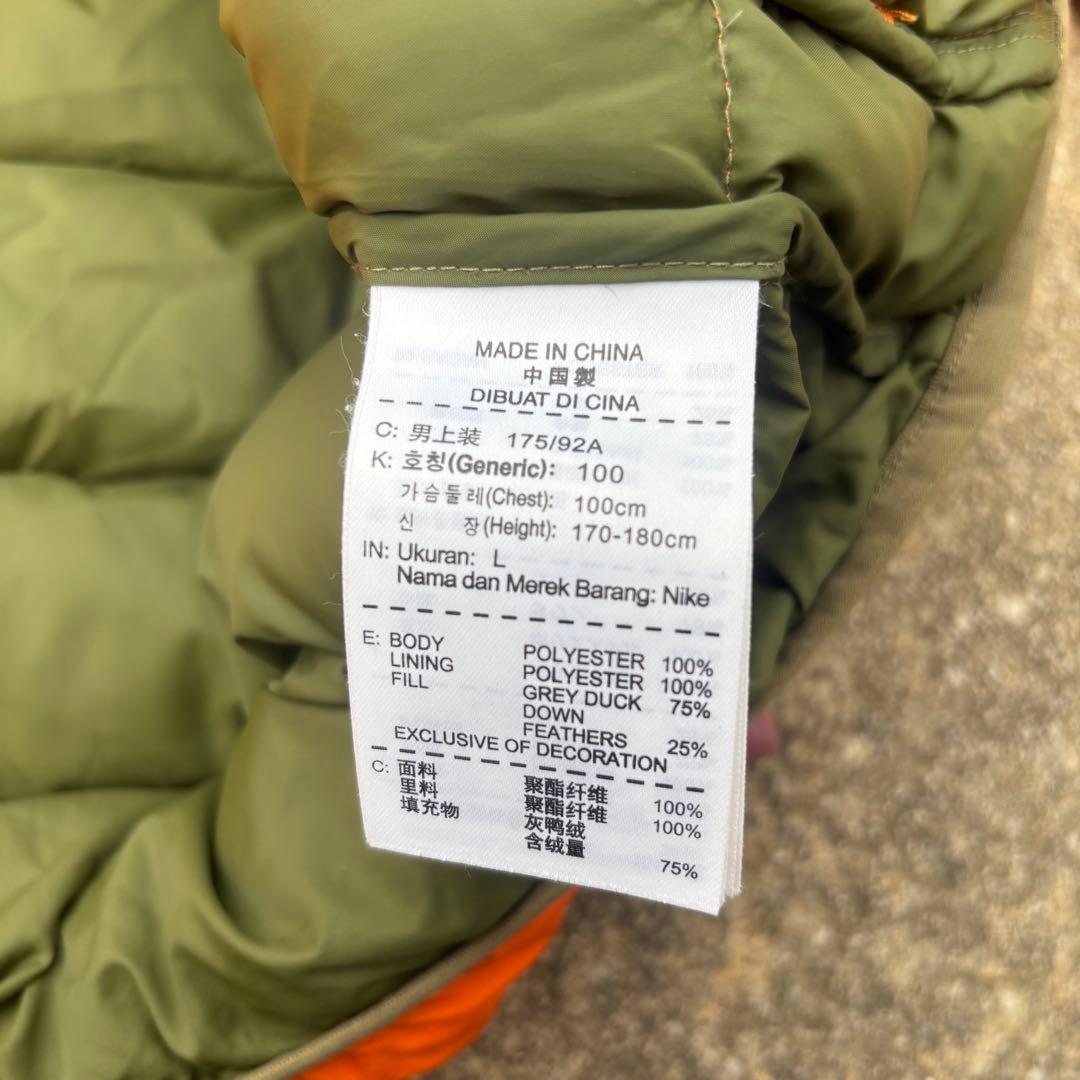 MADE IN CHINA
中国製
DIBUAT DI CINA
C: 男上装 175/92A
K: 호칭(Generic): 100
가슴둘레(Chest): 100cm
신 장(Height): 170-180cm
IN: Ukuran: L
Nama dan Merek Barang: Nike
E: BODY POLYESTER 100%
LINING POLYESTER 100%
FILL GREY DUCK 75%
DOWN
FEATHERS 25%
EXCLUSIVE OF DECORATION
C: 面料 聚酯纤维 100%
里料 聚酯纤维 100%
填充物 灰鸭绒
含绒量 75%